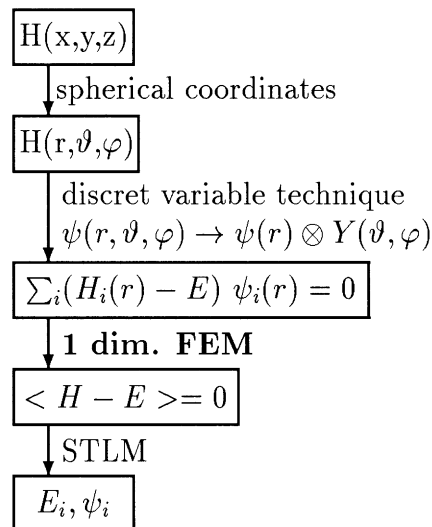 H(x,y,z)
spherical coordinates
H(r,ϑ,φ)
discret variable technique
ψ(r, ϑ, φ) → ψ(r) ⊗ Y(ϑ, φ)
∑ᵢ(Hᵢ(r) − E) ψᵢ(r) = 0
1 dim. FEM
< H − E >= 0
STLM
Eᵢ, ψᵢ